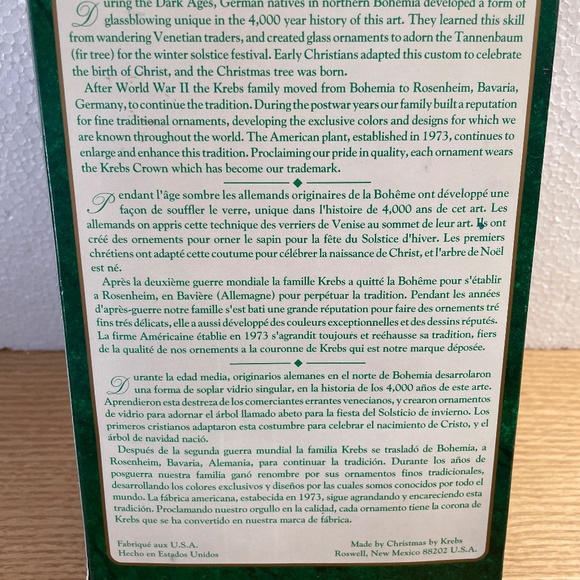 During the Dark Ages, German natives in northern Bohemia developed a form of
glassblowing unique in the 4,000 year history of this art. They learned this skill
from wandering Venetian traders, and created glass ornaments to adorn the Tannenbaum
(fir tree) for the winter solstice festival. Early Christians adapted this custom to celebrate
the birth of Christ, and the Christmas tree was born.
After World War II the Krebs family moved from Bohemia to Rosenheim, Bavaria,
Germany, to continue the tradition. During the postwar years our family built a reputation
for fine traditional ornaments, developing the exclusive colors and designs for which we
are known throughout the world. The American plant, established in 1973, continues to
enlarge and enhance this tradition. Proclaiming our pride in quality, each ornament wears
the Krebs Crown which has become our trademark.
Pendant l'âge sombre les allemands originaires de la Bohême ont développé une
façon de souffler le verre, unique dans l'histoire de 4,000 ans de cet art. Les
allemands on appris cette technique des verriers de Venise au sommet de leur art. Ils ont
créé des ornements pour orner le sapin pour la fête du Solstice d'hiver. Les premiers
chrétiens ont adapté cette coutume pour célébrer la naissance de Christ, et l'arbre de Noël
est né.
Après la deuxième guerre mondiale la famille Krebs a quitté la Bohême pour s'établir
a Rosenheim, en Bavière (Allemagne) pour perpétuer la tradition. Pendant les années
d'après-guerre notre famille s'est bati une grande réputation pour faire des ornements tré
fins trés délicats, elle a aussi développé des couleurs exceptionnelles et des dessins réputés.
La firme Américaine établie en 1973 s'agrandit toujours et reéhausse sa tradition, fiers
de la qualité de nos ornements a la couronne de Krebs qui est notre marque déposée.
Durante la edad media, originarios alemanes en el norte de Bohemia desarrollaron
una forma de soplar vidrio singular, en la historia de los 4,000 años de este arte.
Aprendieron esta destreza de los comerciantes errantes venecianos, y crearon ornamentos
de vidrio para adornar el árbol llamado abeto para la fiesta del Solsticio de invierno. Los
primeros cristianos adaptaron esta costumbre para celebrar el nacimiento de Cristo, y el
árbol de navidad nació.
Después de la segunda guerra mundial la familia Krebs se trasladó de Bohemia, a
Rosenheim, Bavaria, Alemania, para continuar la tradición. Durante los años de
posguerra nuestra familia ganó renombre por sus ornamentos finos tradicionales,
desarrollando los colores exclusivos y diseños por las cuales somos conocidos por todo el
mundo. La fábrica americana, establecida en 1973, sigue agrandando y encareciendo esta
tradición. Proclamando nuestro orgullo en la calidad, cada ornamento tiene la corona de
Krebs que se ha convertido en nuestra marca de fábrica.
Fabriqué aux U.S.A.
Hecho en Estados Unidos
Made by Christmas by Krebs
Roswell, New Mexico 88202 U.S.A.